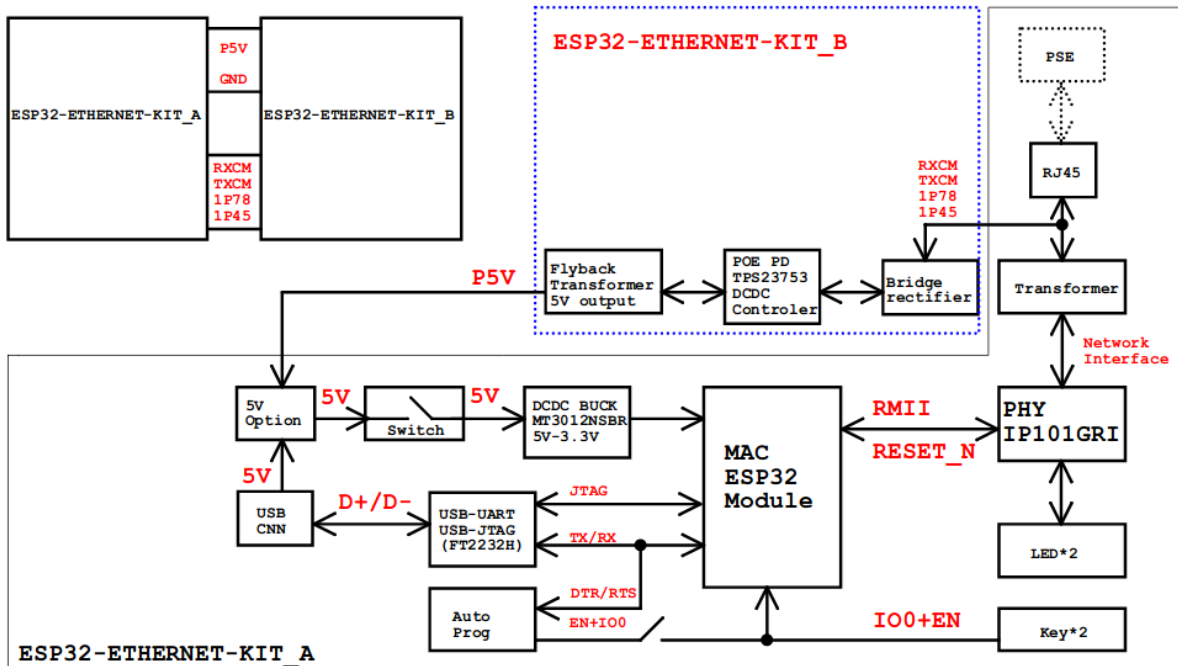 P5V
GND
ESP32-ETHERNET-KIT_A
ESP32-ETHERNET-KIT_B
RXCM
TXCM
1P78
1P45
ESP32-ETHERNET-KIT_B
PSE
RJ45
RXCM
TXCM
1P78
1P45
P5V
Flyback
Transformer
5V output
POE PD
TPS23753
DCDC
Controler
Bridge
rectifier
Transformer
Network
Interface
5V
Option
5V
Switch
5V
DCDC BUCK
MT3012NSBR
5V-3.3V
MAC
ESP32
Module
RMII
RESET_N
PHY
IP101GRI
5V
USB
CNN
D+/D-
USB-UART
USB-JTAG
(FT2232H)
JTAG
TX/RX
LED*2
Auto
Prog
DTR/RTS
EN+IO0
IO0+EN
Key*2
ESP32-ETHERNET-KIT_A